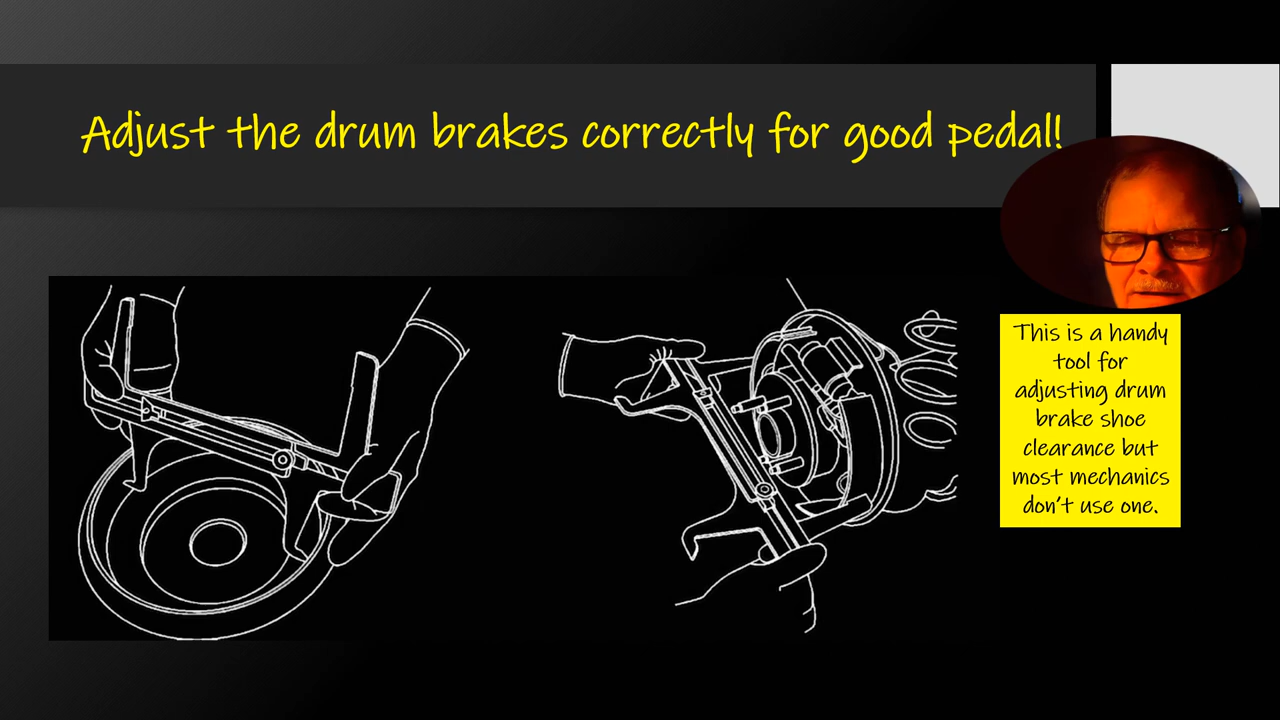 Adjust the drum brakes correctly for good pedal!
This is a handy
tool for
adjusting drum
brake shoe
clearance but
most mechanics
don't use one.